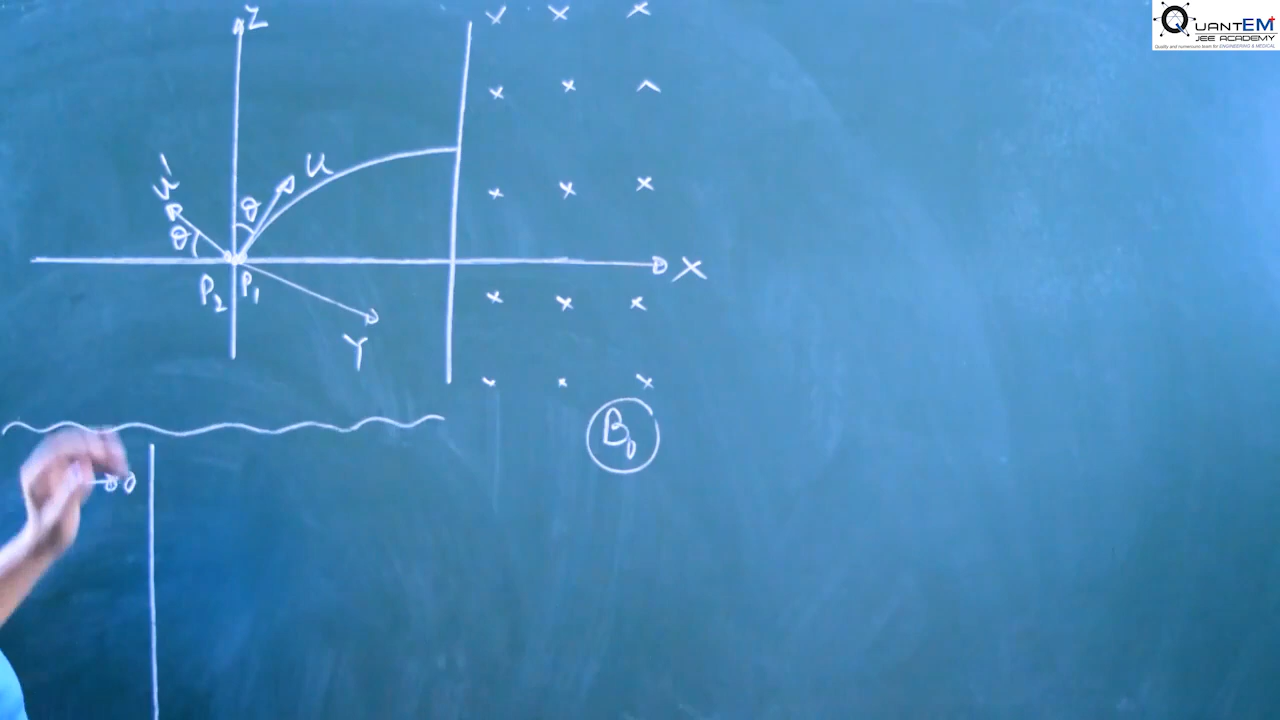 QUANTEM+
JEE ACADEMY
Z
u'
θ
u
θ
X
P₂ P₁
Y
B₀